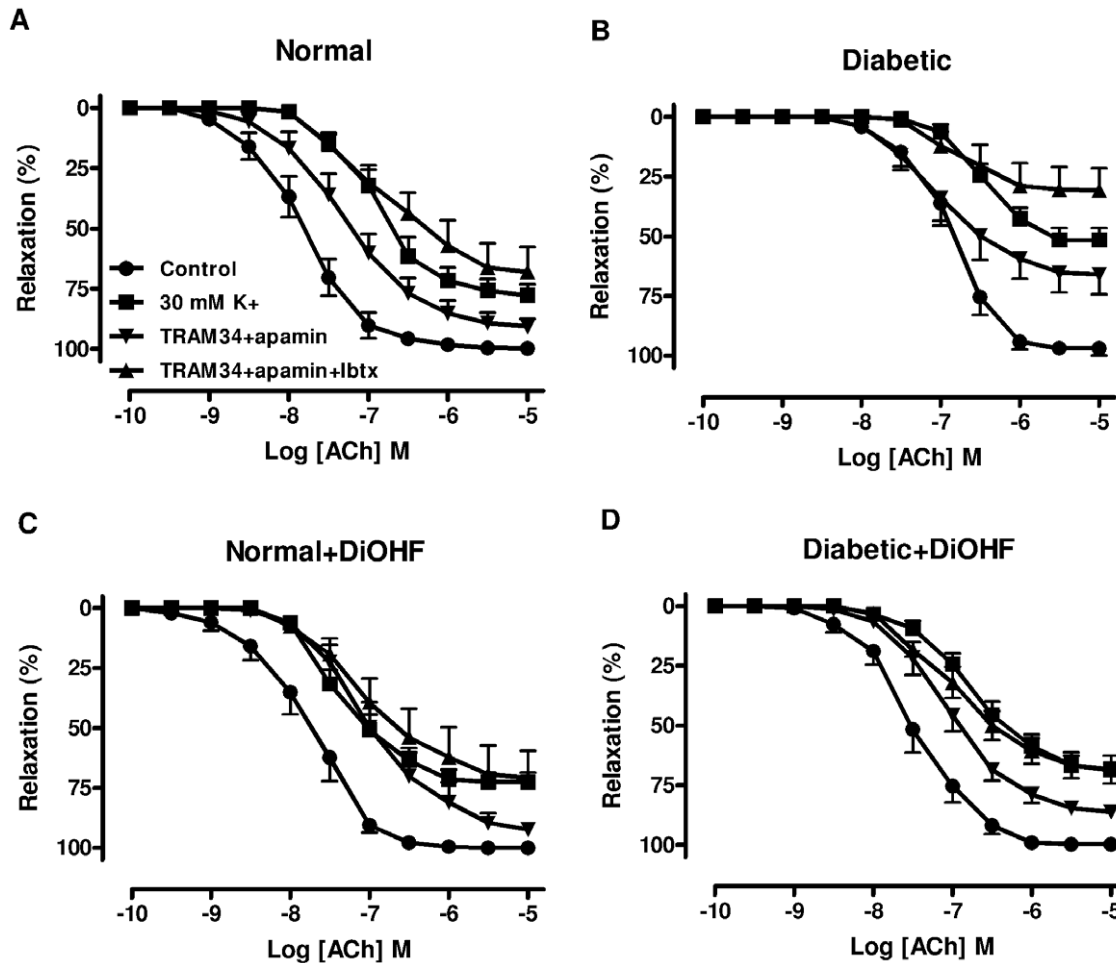 A
Normal
0
25
50
75
100
Relaxation (%)
Control
30 mM K+
TRAM34+apamin
TRAM34+apamin+Ibtx
-10 -9 -8 -7 -6 -5
Log [ACh] M
B
Diabetic
0
25
50
75
100
Relaxation (%)
-10 -9 -8 -7 -6 -5
Log [ACh] M
C
Normal+DiOHF
0
25
50
75
100
Relaxation (%)
-10 -9 -8 -7 -6 -5
Log [ACh] M
D
Diabetic+DiOHF
0
25
50
75
100
Relaxation (%)
-10 -9 -8 -7 -6 -5
Log [ACh] M